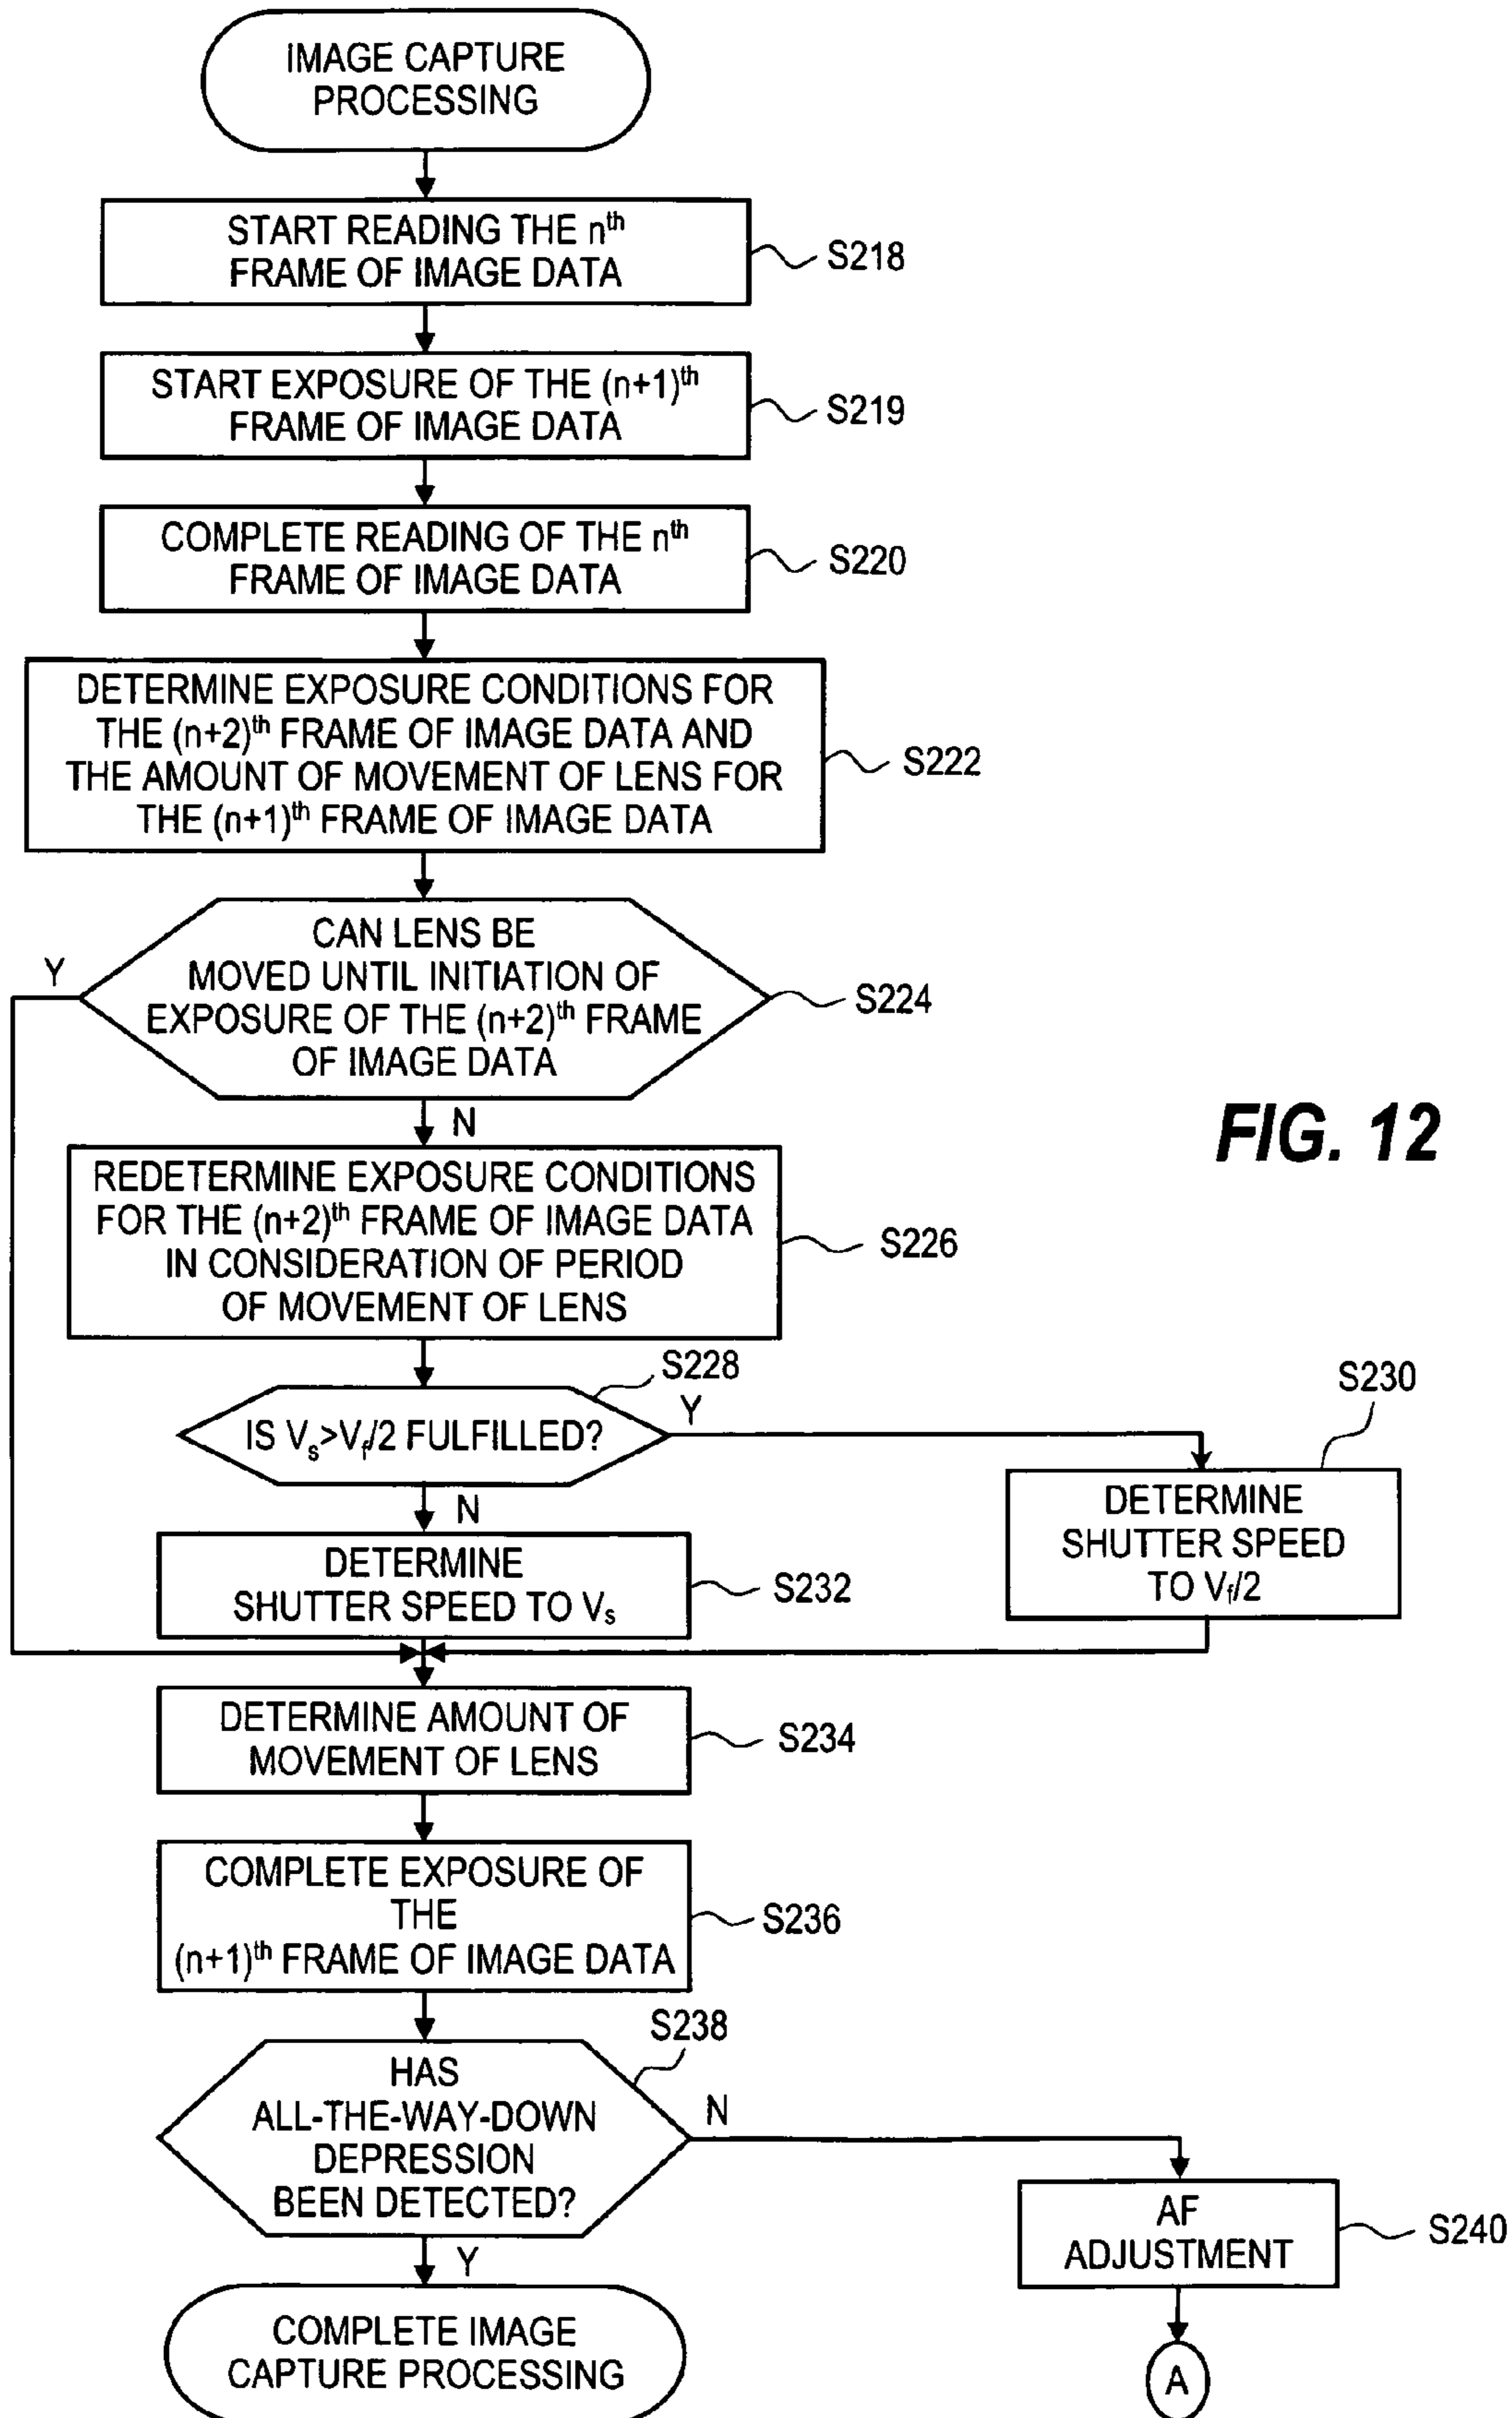 IMAGE CAPTURE
PROCESSING
START READING THE nth
FRAME OF IMAGE DATA
S218
START EXPOSURE OF THE (n+1)th
FRAME OF IMAGE DATA
S219
COMPLETE READING OF THE nth
FRAME OF IMAGE DATA
S220
DETERMINE EXPOSURE CONDITIONS FOR
THE (n+2)th FRAME OF IMAGE DATA AND
THE AMOUNT OF MOVEMENT OF LENS FOR
THE (n+1)th FRAME OF IMAGE DATA
S222
CAN LENS BE
MOVED UNTIL INITIATION OF
EXPOSURE OF THE (n+2)th FRAME
OF IMAGE DATA
Y
S224
N
FIG. 12
REDETERMINE EXPOSURE CONDITIONS
FOR THE (n+2)th FRAME OF IMAGE DATA
IN CONSIDERATION OF PERIOD
OF MOVEMENT OF LENS
S226
S228
IS Vs>Vf/2 FULFILLED?
Y
N
S230
DETERMINE
SHUTTER SPEED
TO Vf/2
DETERMINE
SHUTTER SPEED TO Vs
S232
DETERMINE AMOUNT OF
MOVEMENT OF LENS
S234
COMPLETE EXPOSURE OF
THE
(n+1)th FRAME OF IMAGE DATA
S236
S238
HAS
ALL-THE-WAY-DOWN
DEPRESSION
BEEN DETECTED?
N
Y
AF
ADJUSTMENT
S240
COMPLETE IMAGE
CAPTURE PROCESSING
A